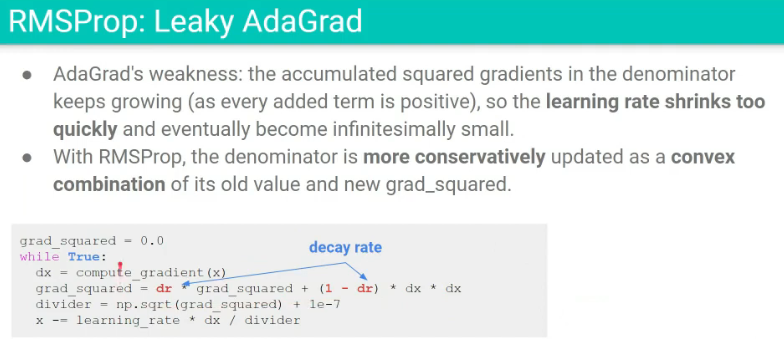 RMSProp: Leaky AdaGrad
● AdaGrad's weakness: the accumulated squared gradients in the denominator
keeps growing (as every added term is positive), so the learning rate shrinks too
quickly and eventually become infinitesimally small.
● With RMSProp, the denominator is more conservatively updated as a convex
combination of its old value and new grad_squared.
decay rate
grad_squared = 0.0
while True:
dx = compute_gradient(x)
grad_squared = dr * grad_squared + (1 - dr) * dx * dx
divider = np.sqrt(grad_squared) + 1e-7
x -= learning_rate * dx / divider